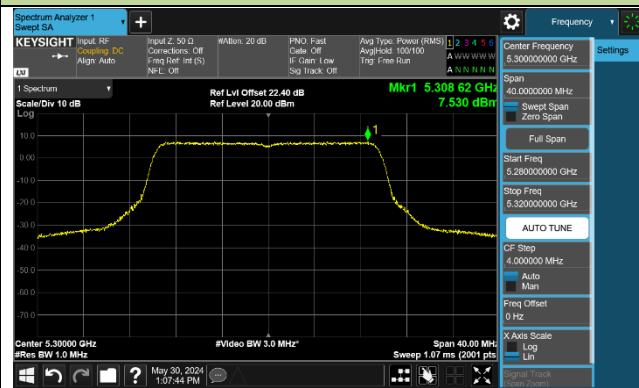 Spectrum Analyzer 1
Swept SA
Frequency
KEYSIGHT
Input: RF
Coupling: DC
Align: Auto
Input Z: 50 Ω
Corrections: Off
Freq Ref: Int (S)
NFE: Off
#Atten: 20 dB
PNO: Fast
Gate: Off
IF Gain: Low
Sig Track: Off
Avg Type: Power (RMS)
Avg|Hold: 100/100
Trig: Free Run
1 2 3 4 5 6
A W W W W W
A N N N N N
LXI
1 Spectrum
Scale/Div 10 dB
Log
Ref Lvl Offset 22.40 dB
Ref Level 20.00 dBm
Mkr1 5.308 62 GHz
7.530 dBm
1
10.0
0.00
-10.0
-20.0
-30.0
-40.0
-50.0
-60.0
-70.0
Center 5.30000 GHz
#Res BW 1.0 MHz
#Video BW 3.0 MHz*
Span 40.00 MHz
Sweep 1.07 ms (2001 pts)
Center Frequency
5.300000000 GHz
Settings
Span
40.0000000 MHz
Swept Span
Zero Span
Full Span
Start Freq
5.280000000 GHz
Stop Freq
5.320000000 GHz
AUTO TUNE
CF Step
4.000000 MHz
Auto
Man
Freq Offset
0 Hz
X Axis Scale
Log
Lin
Signal Track
(Span Zoom)
May 30, 2024
1:07:44 PM